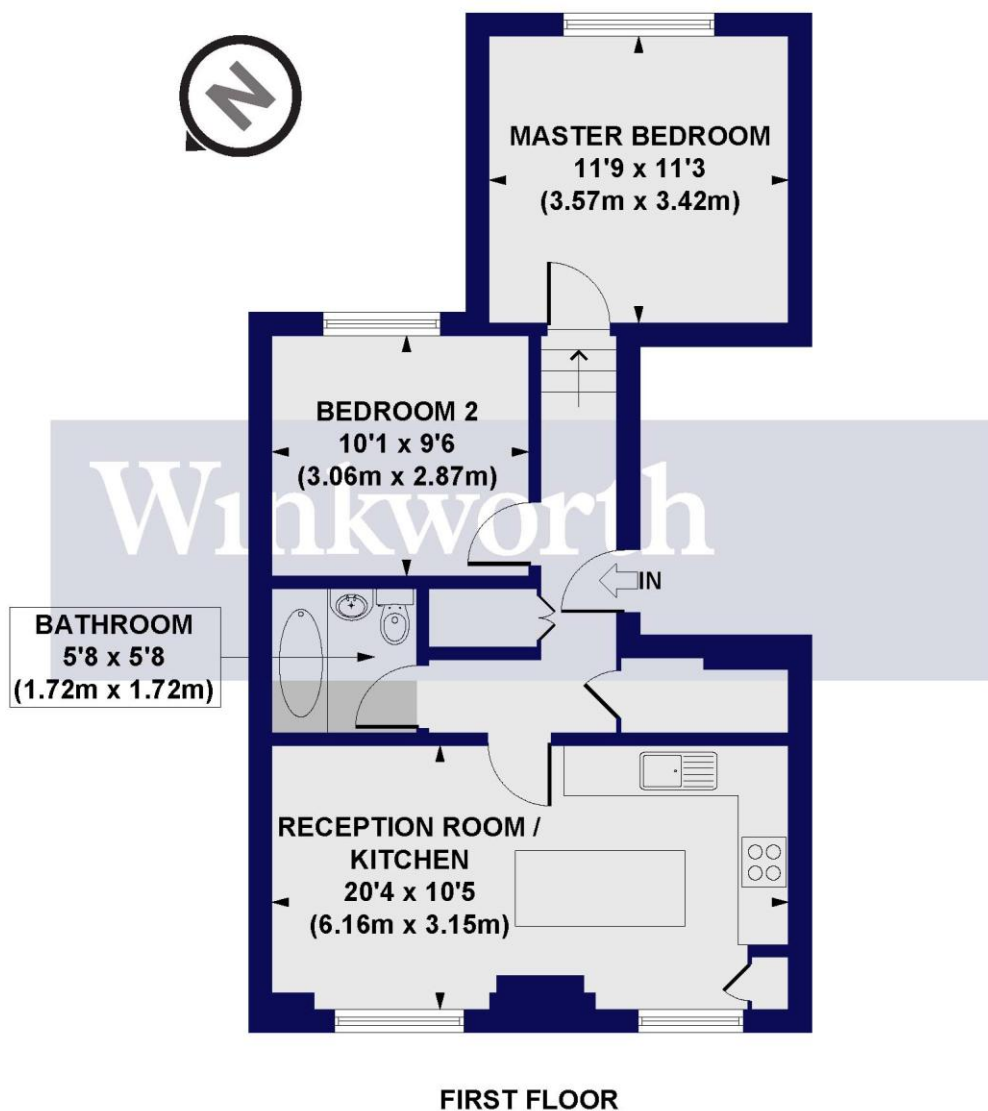 N
MASTER BEDROOM
11'9 x 11'3
(3.57m x 3.42m)
BEDROOM 2
10'1 x 9'6
(3.06m x 2.87m)
Winkworth
IN
BATHROOM
5'8 x 5'8
(1.72m x 1.72m)
RECEPTION ROOM /
KITCHEN
20'4 x 10'5
(6.16m x 3.15m)
FIRST FLOOR